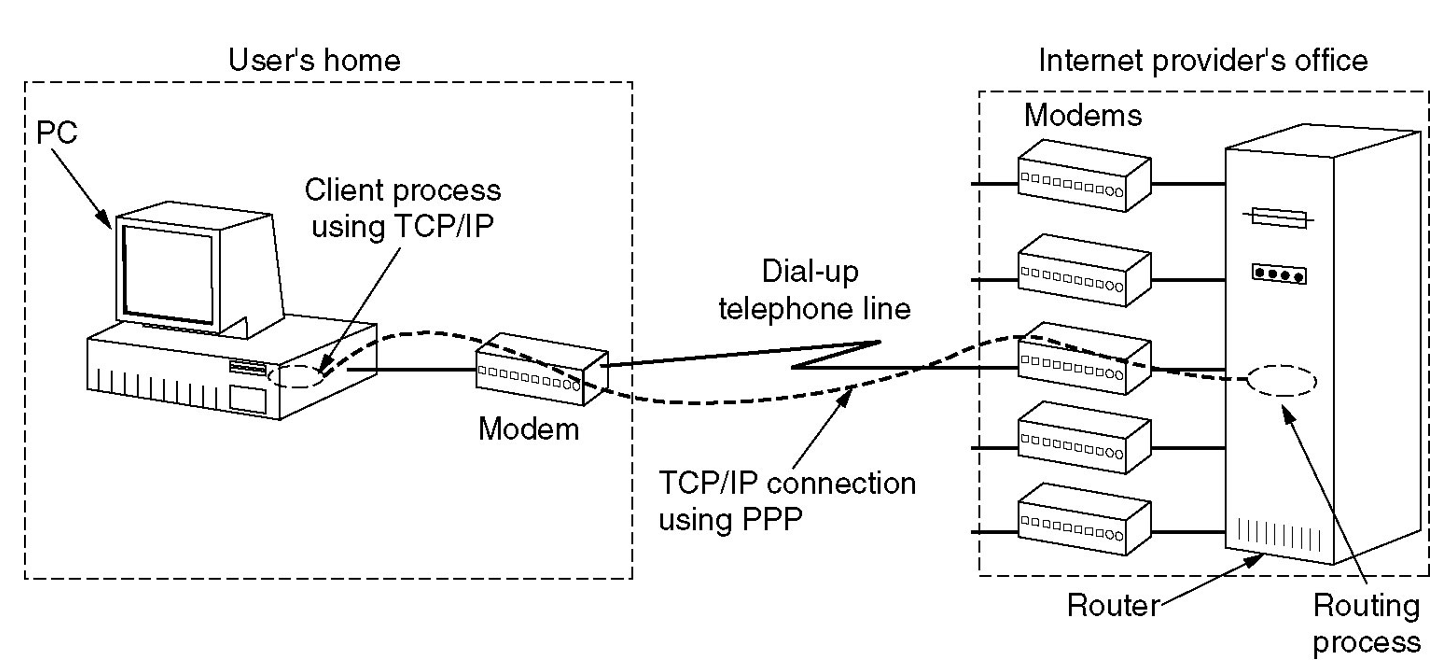 User's home
Internet provider's office
PC
Modems
Client process
using TCP/IP
Dial-up
telephone line
Modem
TCP/IP connection
using PPP
Router
Routing
process